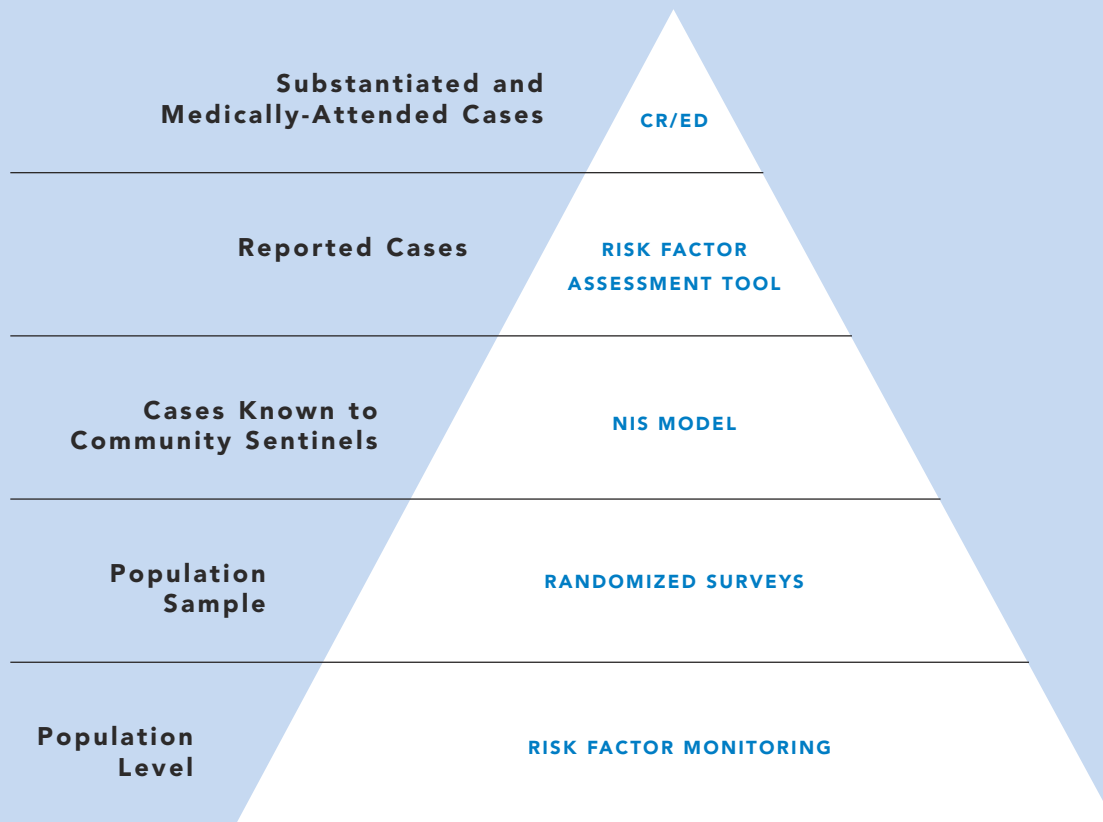 Substantiated and
Medically-Attended Cases
CR/ED
Reported Cases
RISK FACTOR
ASSESSMENT TOOL
Cases Known to
Community Sentinels
NIS MODEL
Population
Sample
RANDOMIZED SURVEYS
Population
Level
RISK FACTOR MONITORING